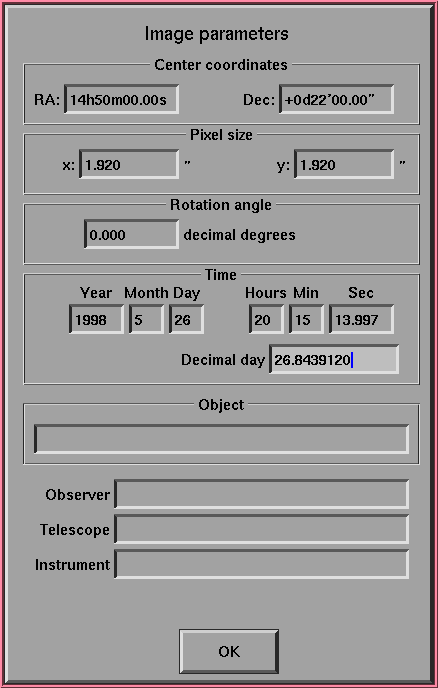 Image parameters
Center coordinates
RA: 14h50m00.00s Dec: +0d22'00.00"
Pixel size
x: 1.920 " y: 1.920 "
Rotation angle
0.000 decimal degrees
Time
Year Month Day Hours Min Sec
1998 5 26 20 15 13.997
Decimal day 26.8439120
Object
Observer
Telescope
Instrument
OK